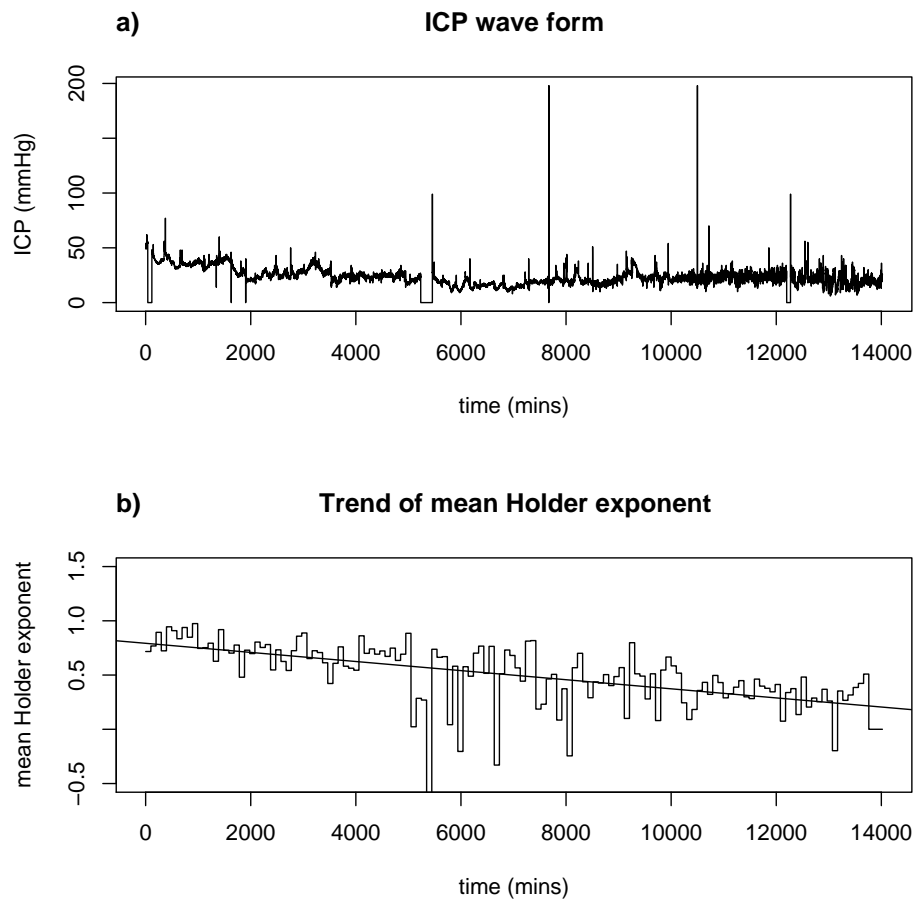 a) ICP wave form
ICP (mmHg)
200
100
50
0
0 2000 4000 6000 8000 10000 12000 14000
time (mins)
b) Trend of mean Holder exponent
mean Holder exponent
1.5
1.0
0.5
−0.5
0 2000 4000 6000 8000 10000 12000 14000
time (mins)